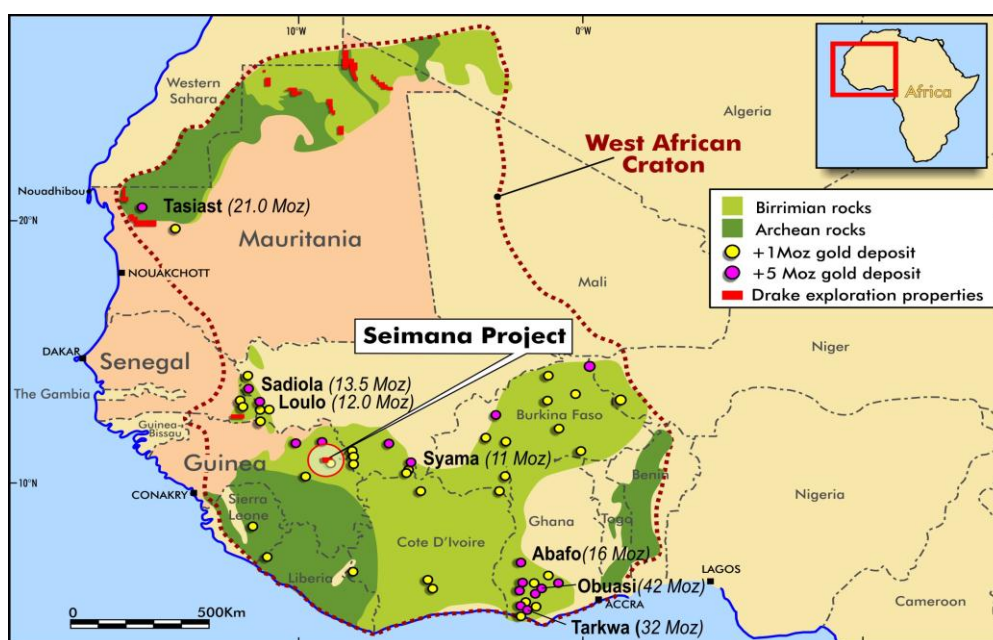 10°W
0°W
Western
Sahara
Algeria
Africa
West African
Craton
Nouadhibou
Tasiast (21.0 Moz)
20°N
Mauritania
Birrimian rocks
Archean rocks
+1Moz gold deposit
+5 Moz gold deposit
Drake exploration properties
NOUAKCHOTT
Mali
Seimana Project
DAKAR
Senegal
Niger
The Gambia
Sadiola (13.5 Moz)
Loulo (12.0 Moz)
Burkina Faso
Guinea
Bissau
Guinea
Syama (11 Moz)
Benin
10°N
CONAKRY
Sierra
Leone
Nigeria
Ghana
Togo
Cote D'Ivoire
Abafo (16 Moz)
Liberia
Obuasi (42 Moz)
LAGOS
ACCRA
Cameroon
0
500Km
Tarkwa (32 Moz)